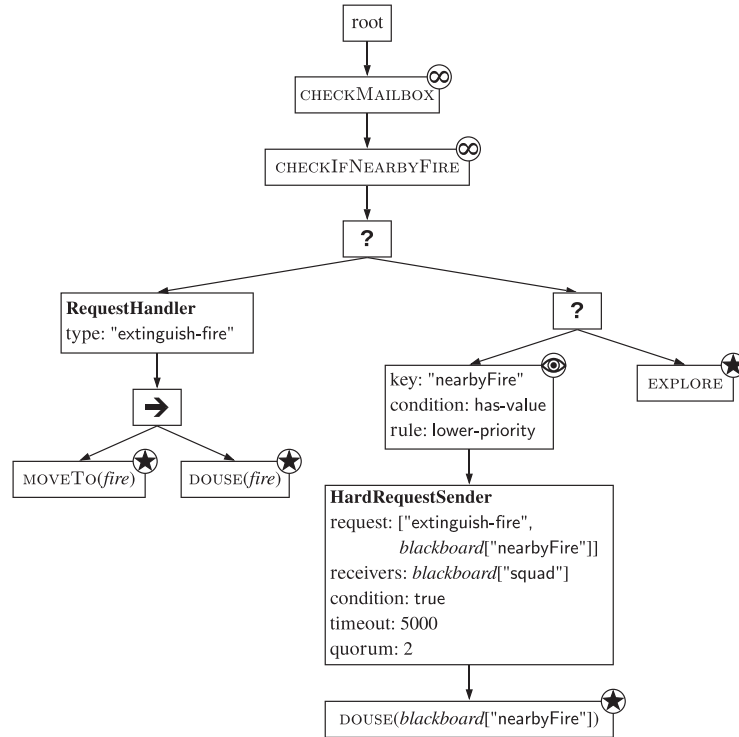 root
∞
CHECKMAILBOX
∞
CHECKIFNEARBYFIRE
?
RequestHandler
type: "extinguish-fire"
?
key: "nearbyFire"
condition: has-value
rule: lower-priority
EXPLORE
MOVETO(fire)
DOUSE(fire)
HardRequestSender
request: ["extinguish-fire",
blackboard["nearbyFire"]]
receivers: blackboard["squad"]
condition: true
timeout: 5000
quorum: 2
DOUSE(blackboard["nearbyFire"])